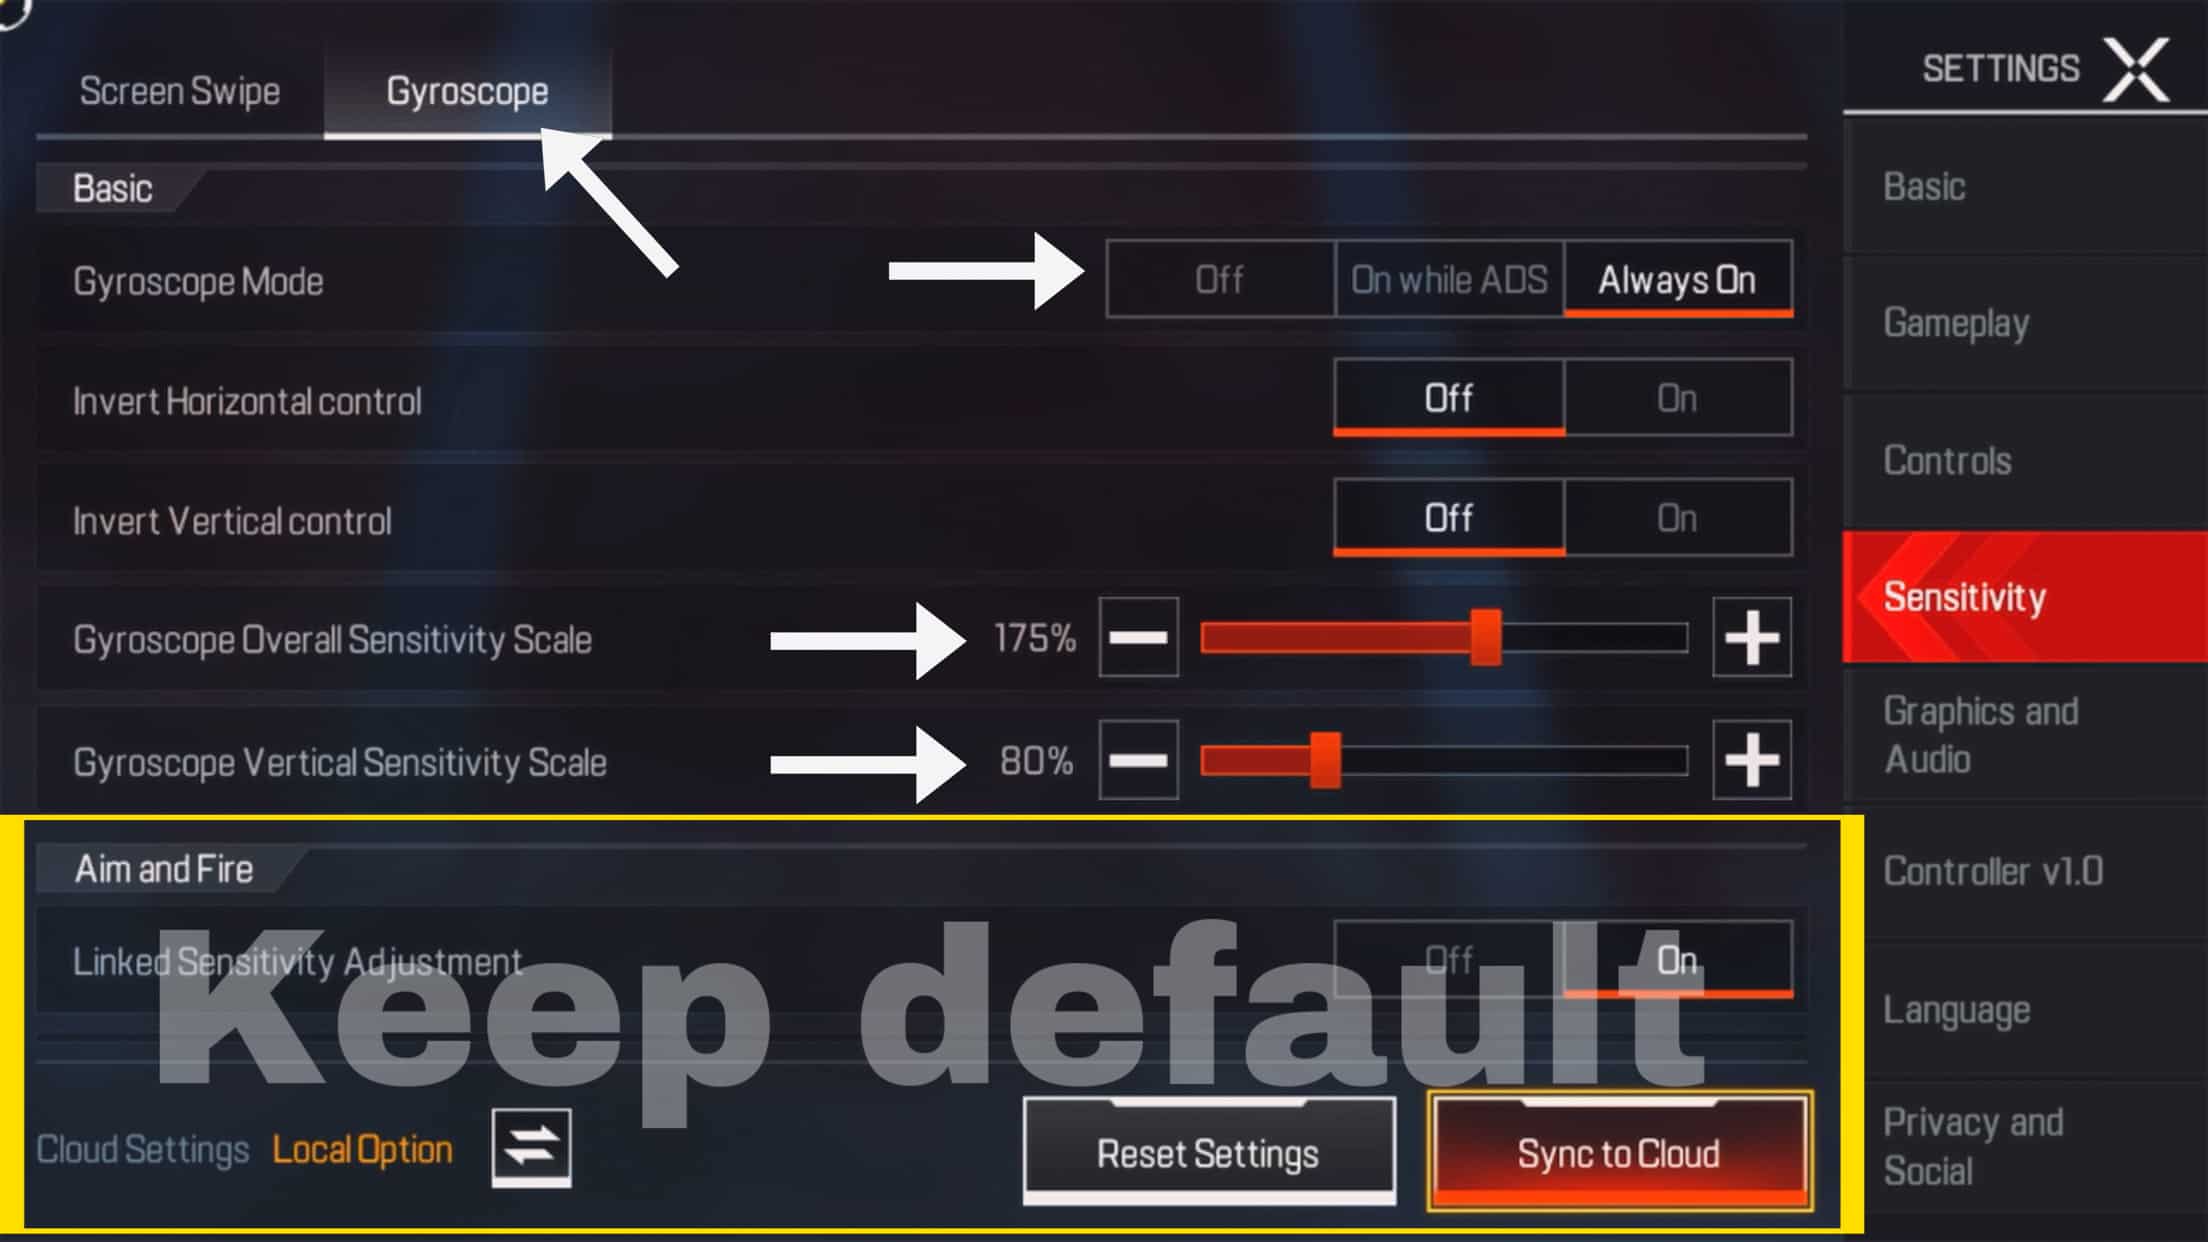 SETTINGS
Screen Swipe
Gyroscope
Basic
Gyroscope Mode
Off
On while ADS
Always On
Invert Horizontal control
Off
On
Invert Vertical control
Off
On
Gyroscope Overall Sensitivity Scale
175%
Gyroscope Vertical Sensitivity Scale
80%
Aim and Fire
Linked Sensitivity Adjustment
Off
On
Keep default
Cloud Settings
Local Option
Reset Settings
Sync to Cloud
Basic
Gameplay
Controls
Sensitivity
Graphics and
Audio
Controller v1.0
Language
Privacy and
Social